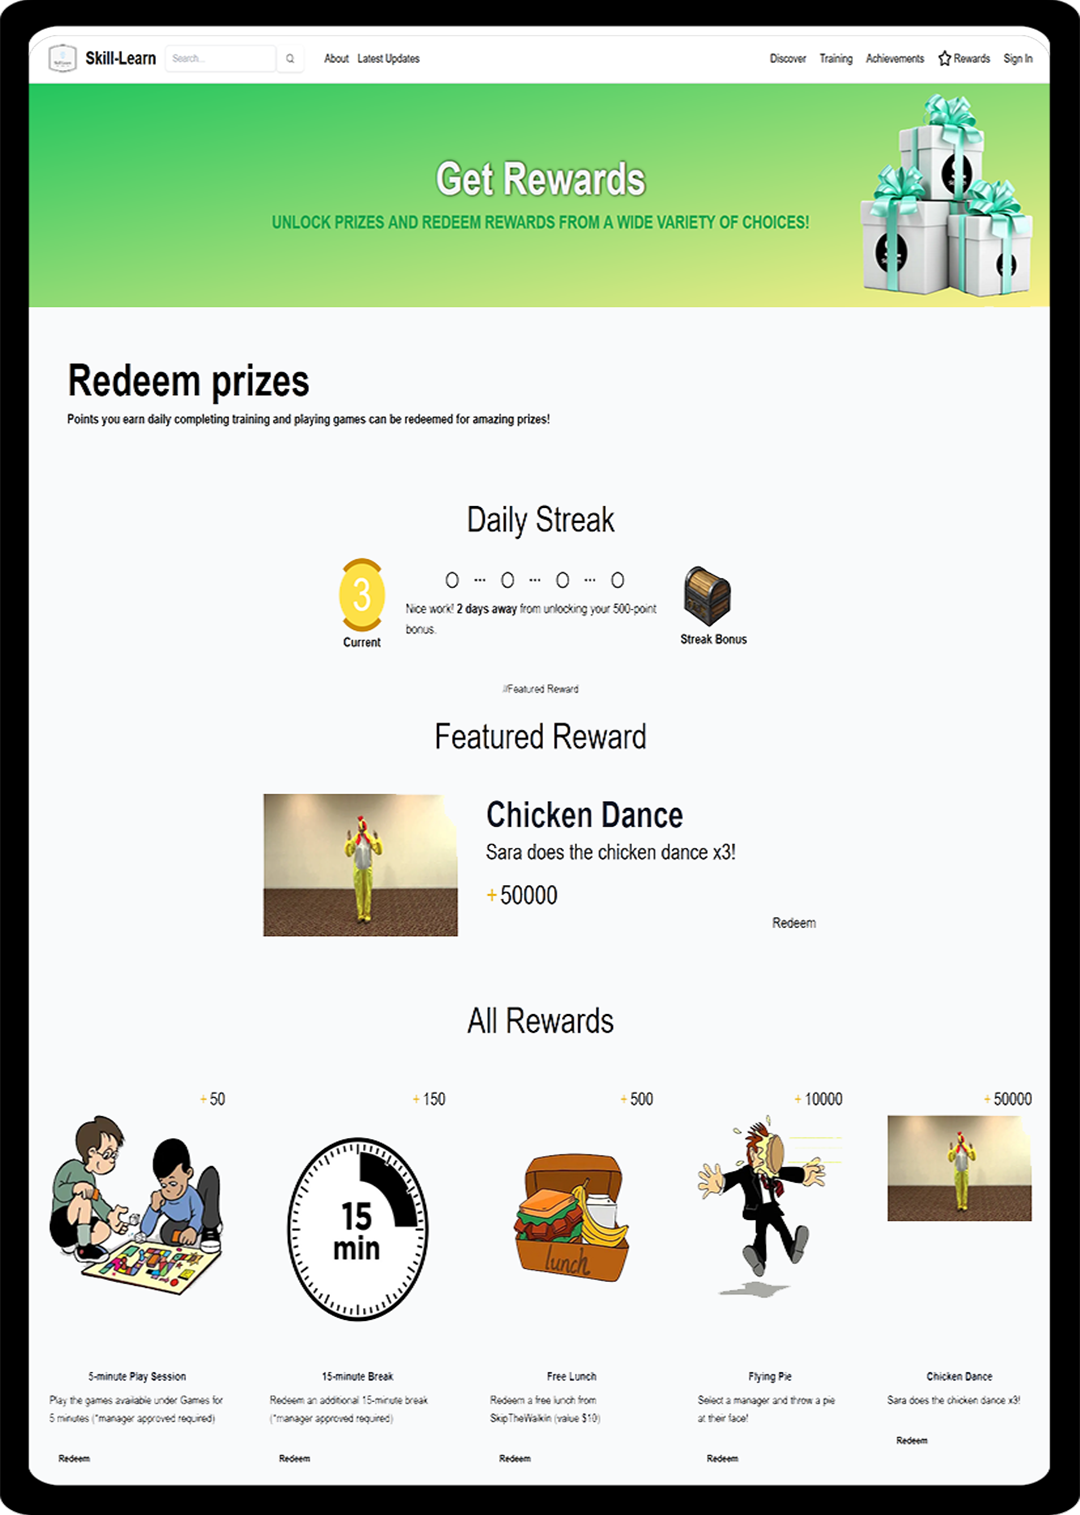 Skill-Learn
Search...
About
Latest Updates
Discover
Training
Achievements
Rewards
Sign In
Get Rewards
UNLOCK PRIZES AND REDEEM REWARDS FROM A WIDE VARIETY OF CHOICES!
Redeem prizes
Points you earn daily completing training and playing games can be redeemed for amazing prizes!
Daily Streak
3
Current
Nice work! 2 days away from unlocking your 500-point
bonus.
Streak Bonus
//Featured Reward
Featured Reward
Chicken Dance
Sara does the chicken dance x3!
+50000
Redeem
All Rewards
+50
+150
+500
+10000
+50000
15
min
lunch
5-minute Play Session
Play the games available under Games for
5 minutes (*manager approved required)
Redeem
15-minute Break
Redeem an additional 15-minute break
(*manager approved required)
Redeem
Free Lunch
Redeem a free lunch from
SkipTheWalkin (value $10)
Redeem
Flying Pie
Select a manager and throw a pie
at their face!
Redeem
Chicken Dance
Sara does the chicken dance x3!
Redeem